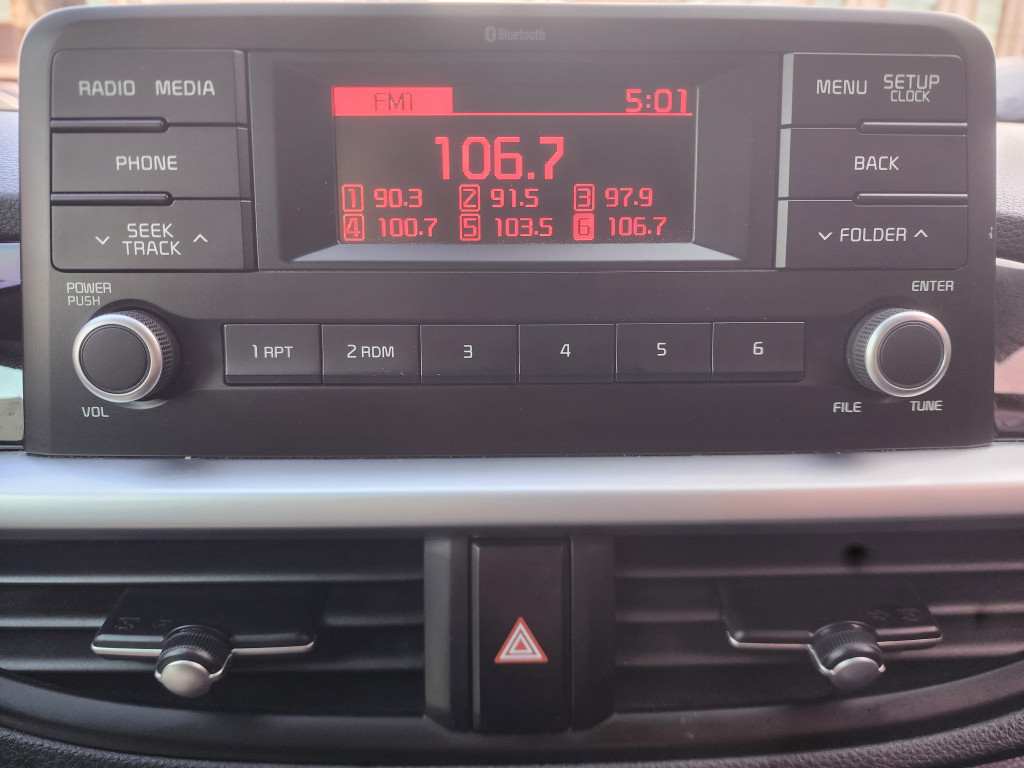 Bluetooth
RADIO MEDIA
PHONE
SEEK
TRACK
POWER
PUSH
VOL
FM1 5:01
106.7
1 90.3 2 91.5 3 97.9
4 100.7 5 103.5 6 106.7
MENU SETUP
CLOCK
BACK
FOLDER
ENTER
FILE TUNE
1 RPT 2 RDM 3 4 5 6